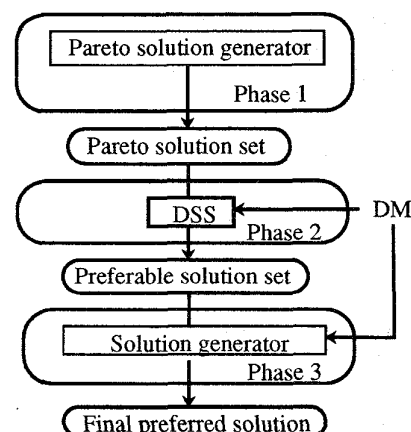 Pareto solution generator
Phase 1
Pareto solution set
DSS
DM
Phase 2
Preferable solution set
Solution generator
Phase 3
Final preferred solution